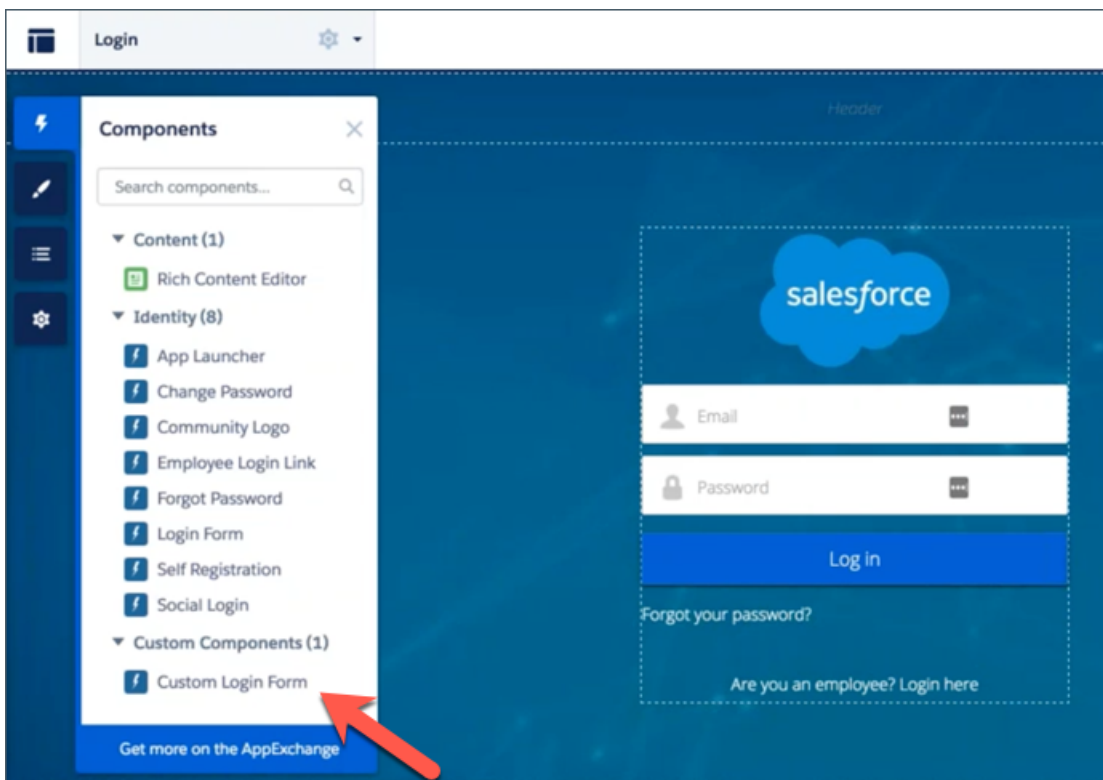 Login
Header
Components
Search components...
Content (1)
Rich Content Editor
Identity (8)
App Launcher
Change Password
Community Logo
Employee Login Link
Forgot Password
Login Form
Self Registration
Social Login
Custom Components (1)
Custom Login Form
Get more on the AppExchange
salesforce
Email
Password
Log in
Forgot your password?
Are you an employee? Login here